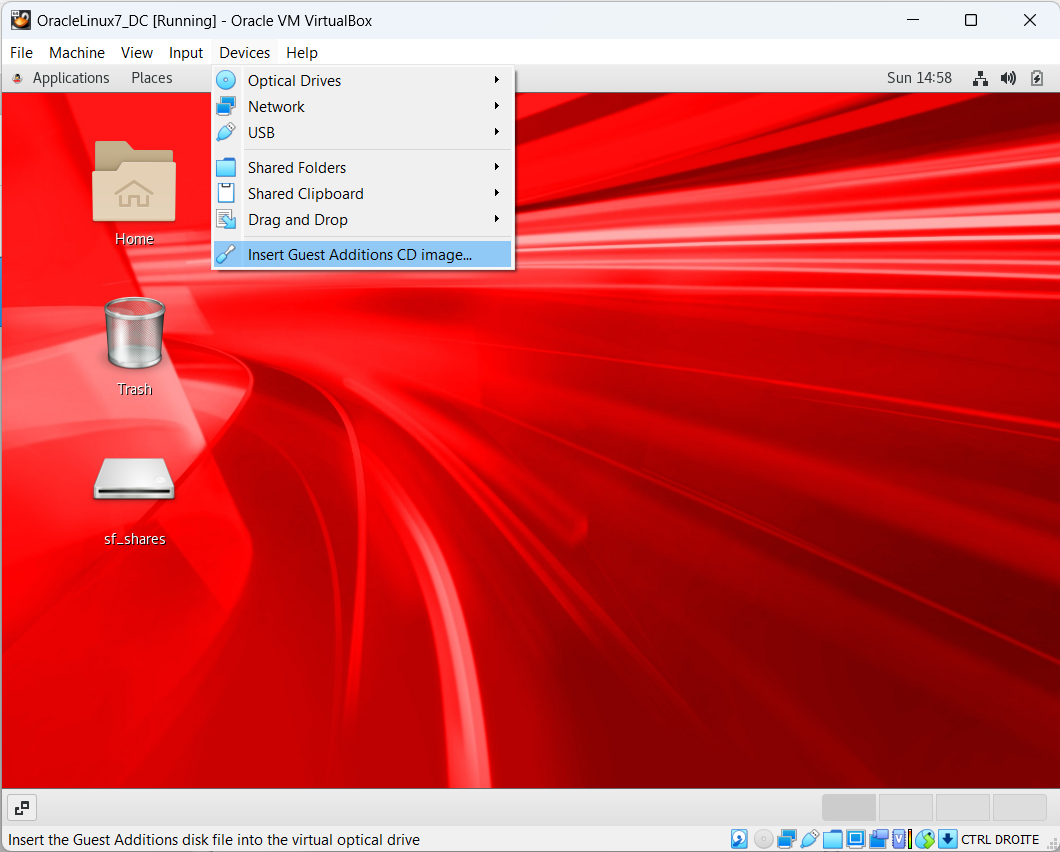 OracleLinux7_DC [Running] - Oracle VM VirtualBox
File Machine View Input Devices Help
Applications Places Sun 14:58
Optical Drives
Network
USB
Shared Folders
Shared Clipboard
Drag and Drop
Insert Guest Additions CD image...
Home
Trash
sf_shares
Insert the Guest Additions disk file into the virtual optical drive CTRL DROITE